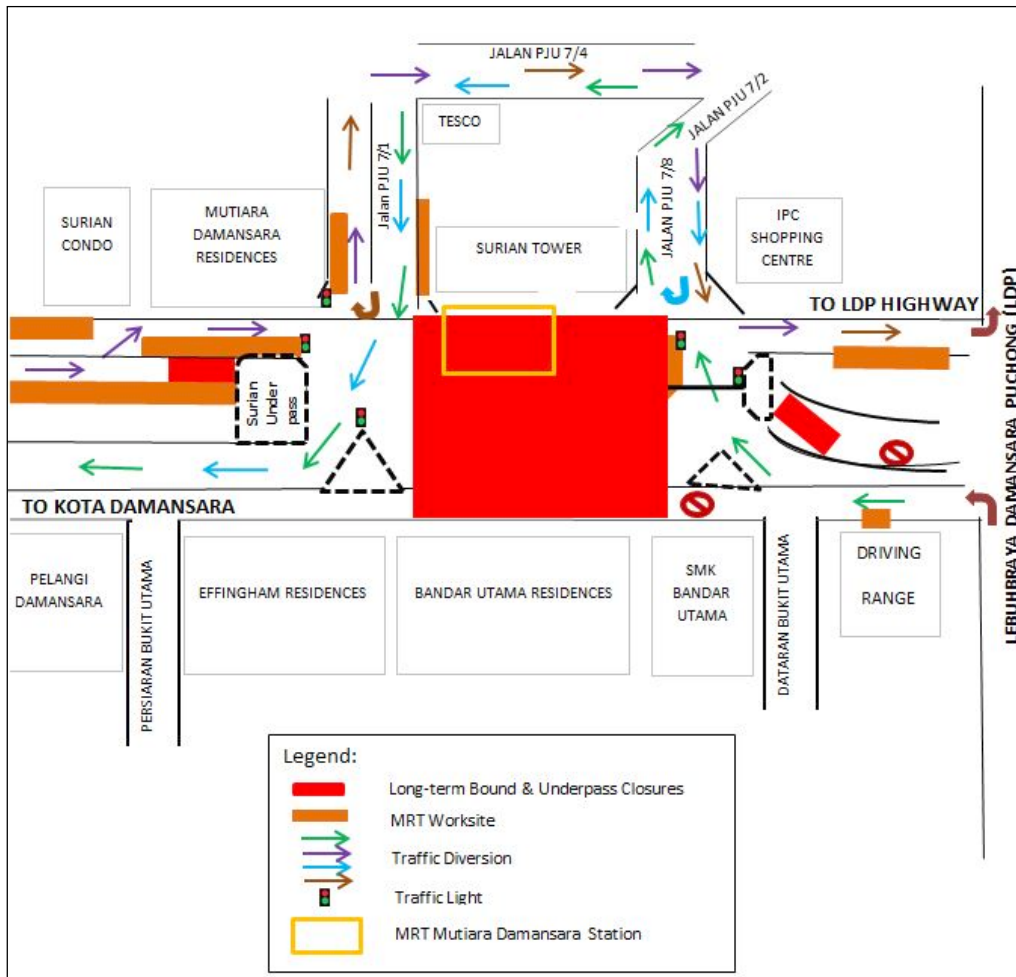 JALAN PJU 7/4
JALAN PJU 7/2
TESCO
Jalan PJU 7/1
JALAN PJU 7/8
SURIAN
CONDO
MUTIARA
DAMANSARA
RESIDENCES
SURIAN TOWER
IPC
SHOPPING
CENTRE
TO LDP HIGHWAY
LEBUHRAYA DAMANSARA PUCHONG (LDP)
Surian
Under
pass
TO KOTA DAMANSARA
PELANGI
DAMANSARA
PERSIARAN BUKIT UTAMA
EFFINGHAM RESIDENCES
BANDAR UTAMA RESIDENCES
SMK
BANDAR
UTAMA
DATARAN BUKIT UTAMA
DRIVING
RANGE
Legend:
Long-term Bound & Underpass Closures
MRT Worksite
Traffic Diversion
Traffic Light
MRT Mutiara Damansara Station